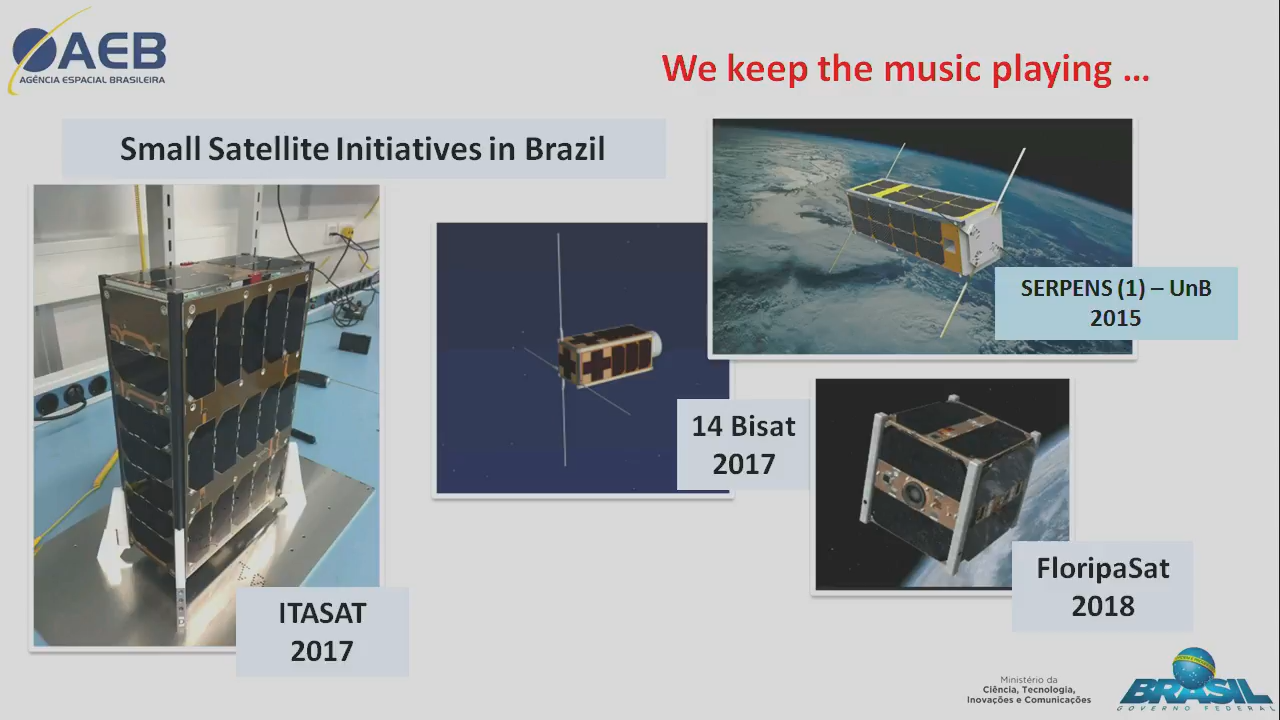 AEB
AGÊNCIA ESPACIAL BRASILEIRA
We keep the music playing ...
Small Satellite Initiatives in Brazil
SERPENS (1) – UnB
2015
14 Bisat
2017
FloripaSat
2018
ITASAT
2017
Ministério da
Ciência, Tecnologia,
Inovações e Comunicações
BRASIL
GOVERNO FEDERAL